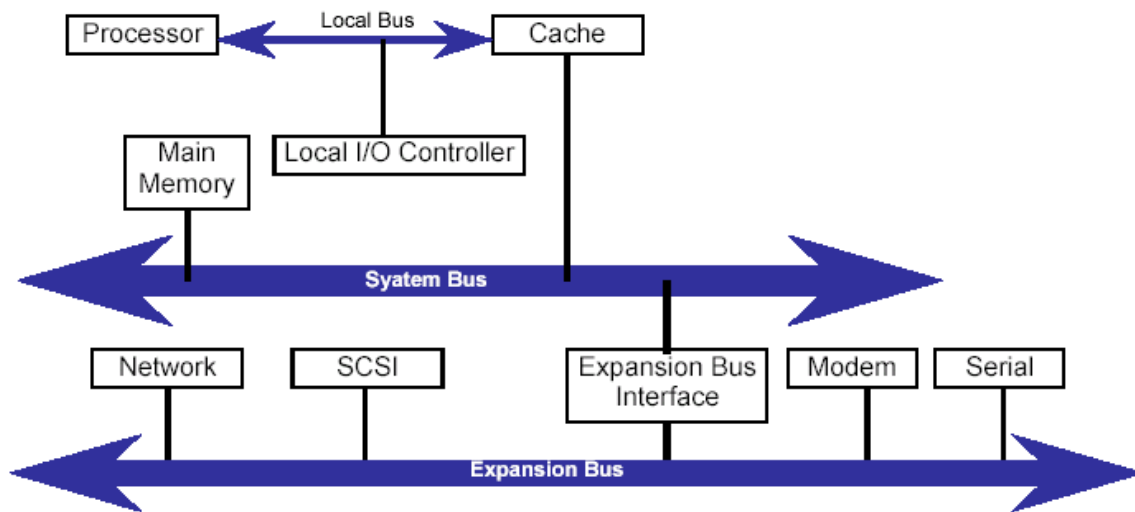 Processor
Local Bus
Cache
Main
Memory
Local I/O Controller
Syatem Bus
Network
SCSI
Expansion Bus
Interface
Modem
Serial
Expansion Bus